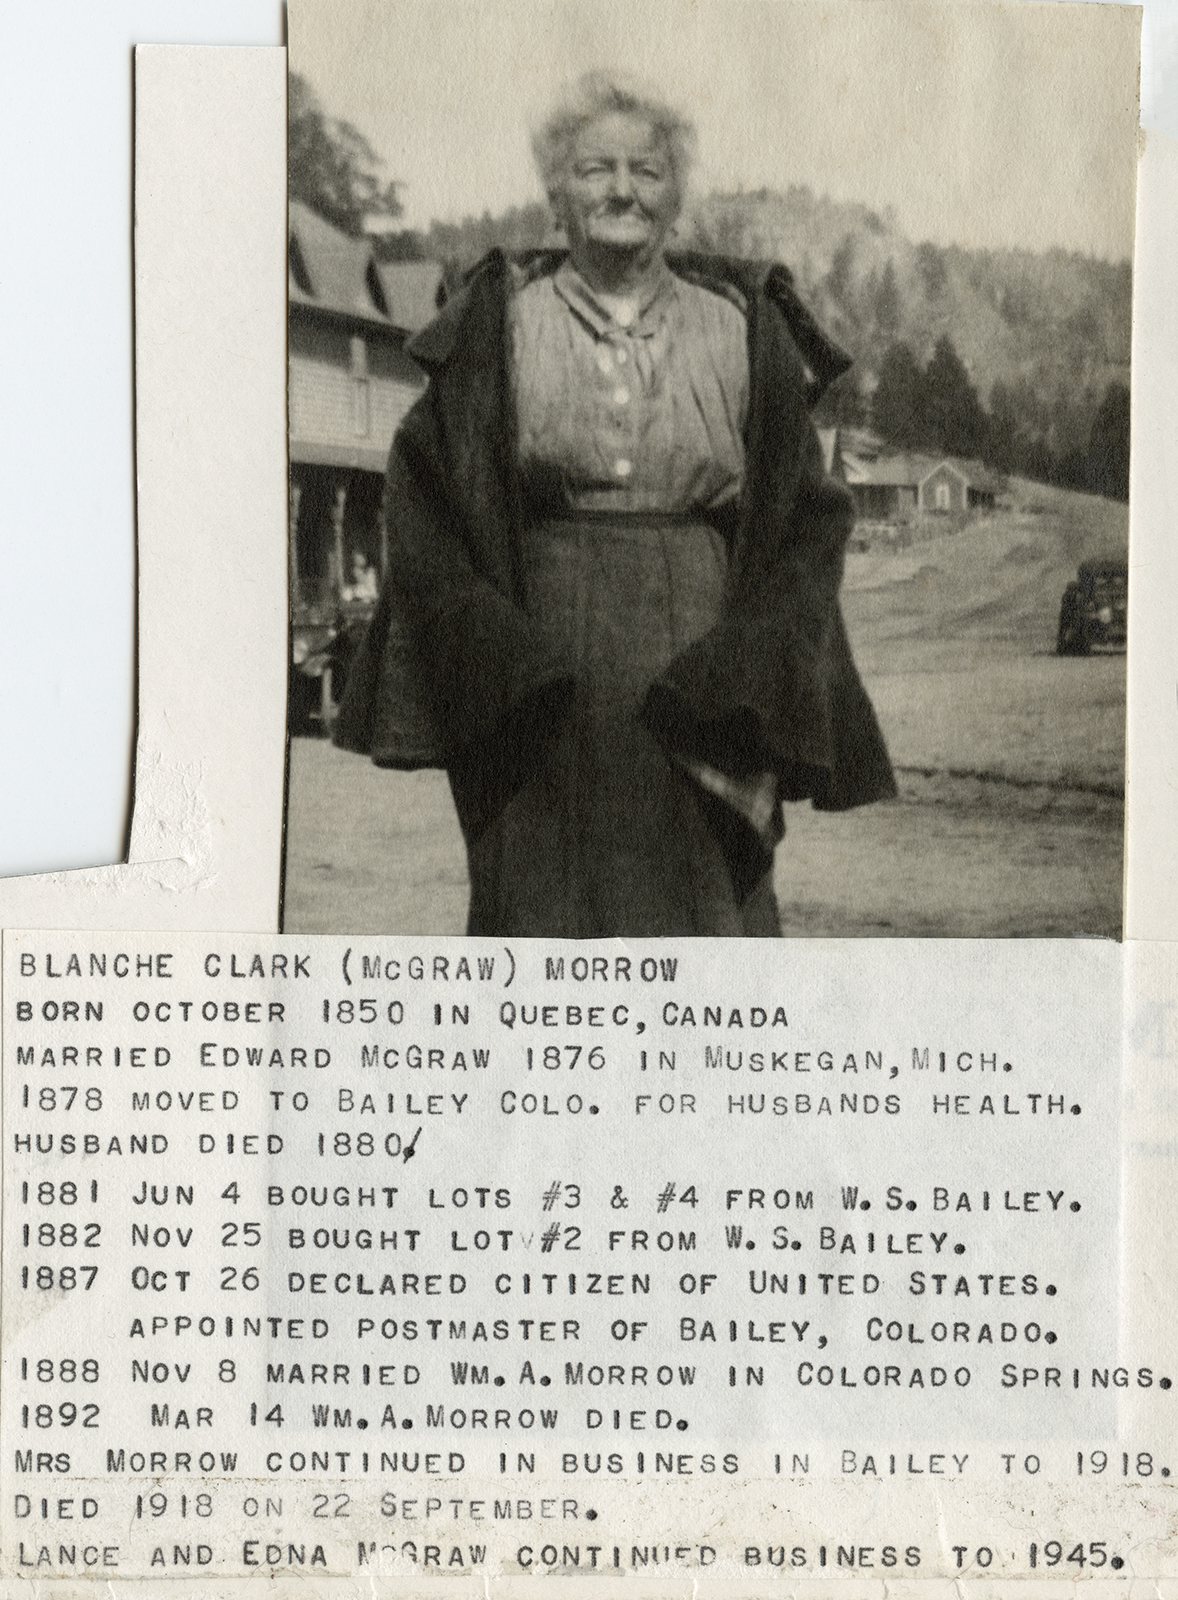 BLANCHE CLARK (McGRAW) MORROW
BORN OCTOBER 1850 IN QUEBEC, CANADA
MARRIED EDWARD McGRAW 1876 IN MUSKEGAN, MICH.
1878 MOVED TO BAILEY COLO. FOR HUSBANDS HEALTH.
HUSBAND DIED 1880.
1881 JUN 4 BOUGHT LOTS #3 & #4 FROM W. S. BAILEY.
1882 NOV 25 BOUGHT LOT #2 FROM W. S. BAILEY.
1887 OCT 26 DECLARED CITIZEN OF UNITED STATES.
APPOINTED POSTMASTER OF BAILEY, COLORADO.
1888 NOV 8 MARRIED WM. A. MORROW IN COLORADO SPRINGS.
1892 MAR 14 WM. A. MORROW DIED.
MRS MORROW CONTINUED IN BUSINESS IN BAILEY TO 1918.
DIED 1918 ON 22 SEPTEMBER.
LANCE AND EDNA McGRAW CONTINUED BUSINESS TO 1945.